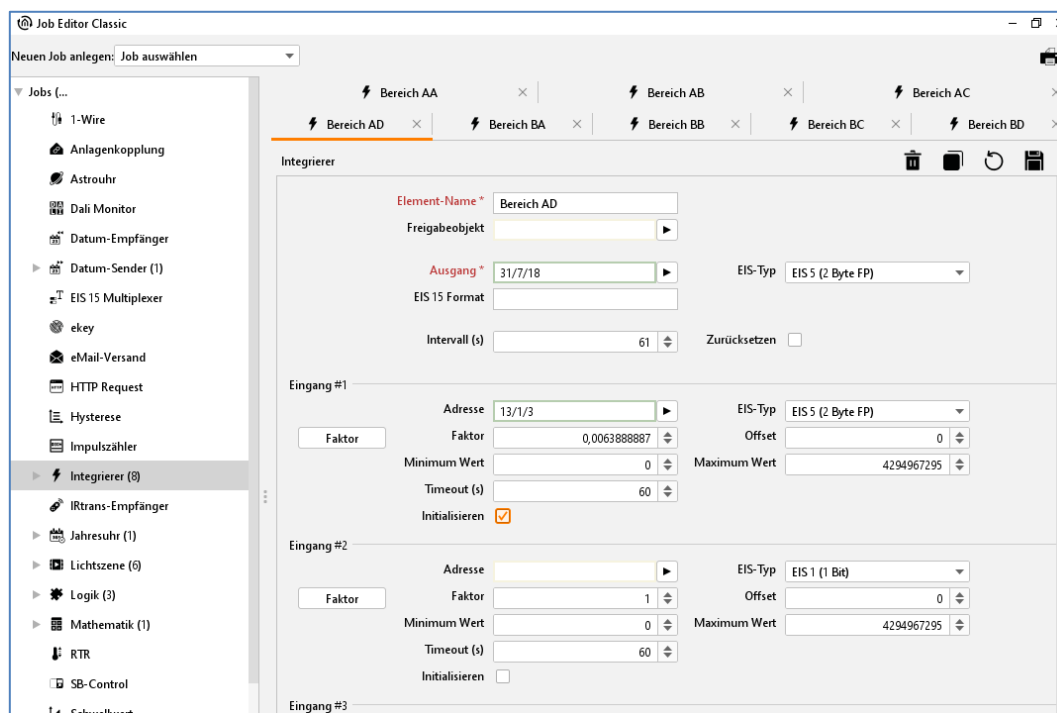 Job Editor Classic
Neuen Job anlegen: Job auswählen
Jobs (...
1-Wire
Anlagenkopplung
Astrouhr
Dali Monitor
Datum-Empfänger
Datum-Sender (1)
EIS 15 Multiplexer
ekey
eMail-Versand
HTTP Request
Hysterese
Impulszähler
Integrierer (8)
IRtrans-Empfänger
Jahresuhr (1)
Lichtszene (6)
Logik (3)
Mathematik (1)
RTR
SB-Control
Bereich AA
Bereich AB
Bereich AC
Bereich AD
Bereich BA
Bereich BB
Bereich BC
Bereich BD
Integrierer
Element-Name * Bereich AD
Freigabeobjekt
Ausgang * 31/7/18 EIS-Typ EIS 5 (2 Byte FP)
EIS 15 Format
Intervall (s) 61 Zurücksetzen
Eingang #1
Adresse 13/1/3 EIS-Typ EIS 5 (2 Byte FP)
Faktor Faktor 0,0063888887 Offset 0
Minimum Wert 0 Maximum Wert 4294967295
Timeout (s) 60
Initialisieren
Eingang #2
Adresse EIS-Typ EIS 1 (1 Bit)
Faktor Faktor 1 Offset 0
Minimum Wert 0 Maximum Wert 4294967295
Timeout (s) 60
Initialisieren
Eingang #3